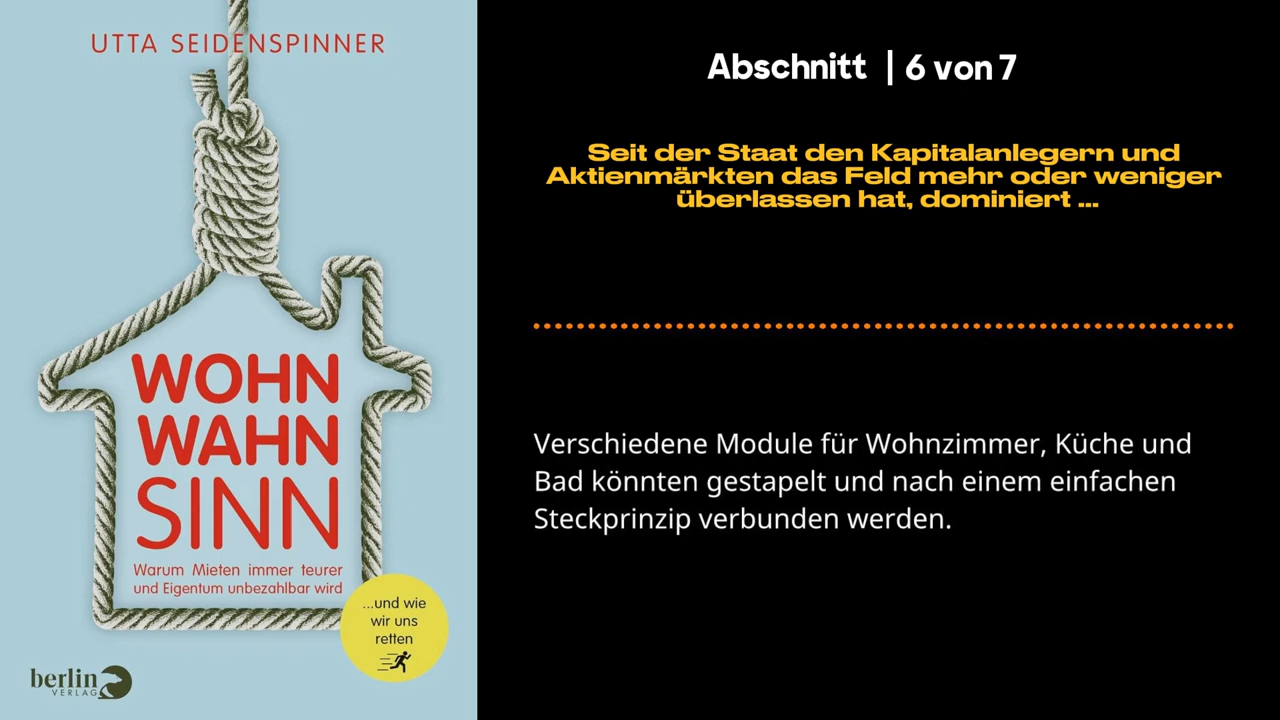 UTTA SEIDENSPINNER
WOHN
WAHN
SINN
Warum Mieten immer teurer
und Eigentum unbezahlbar wird
...und wie
wir uns
retten
berlin
VERLAG
Abschnitt | 6 von 7
Seit der Staat den Kapitalanlegern und
Aktienmärkten das Feld mehr oder weniger
überlassen hat, dominiert ...
Verschiedene Module für Wohnzimmer, Küche und
Bad könnten gestapelt und nach einem einfachen
Steckprinzip verbunden werden.